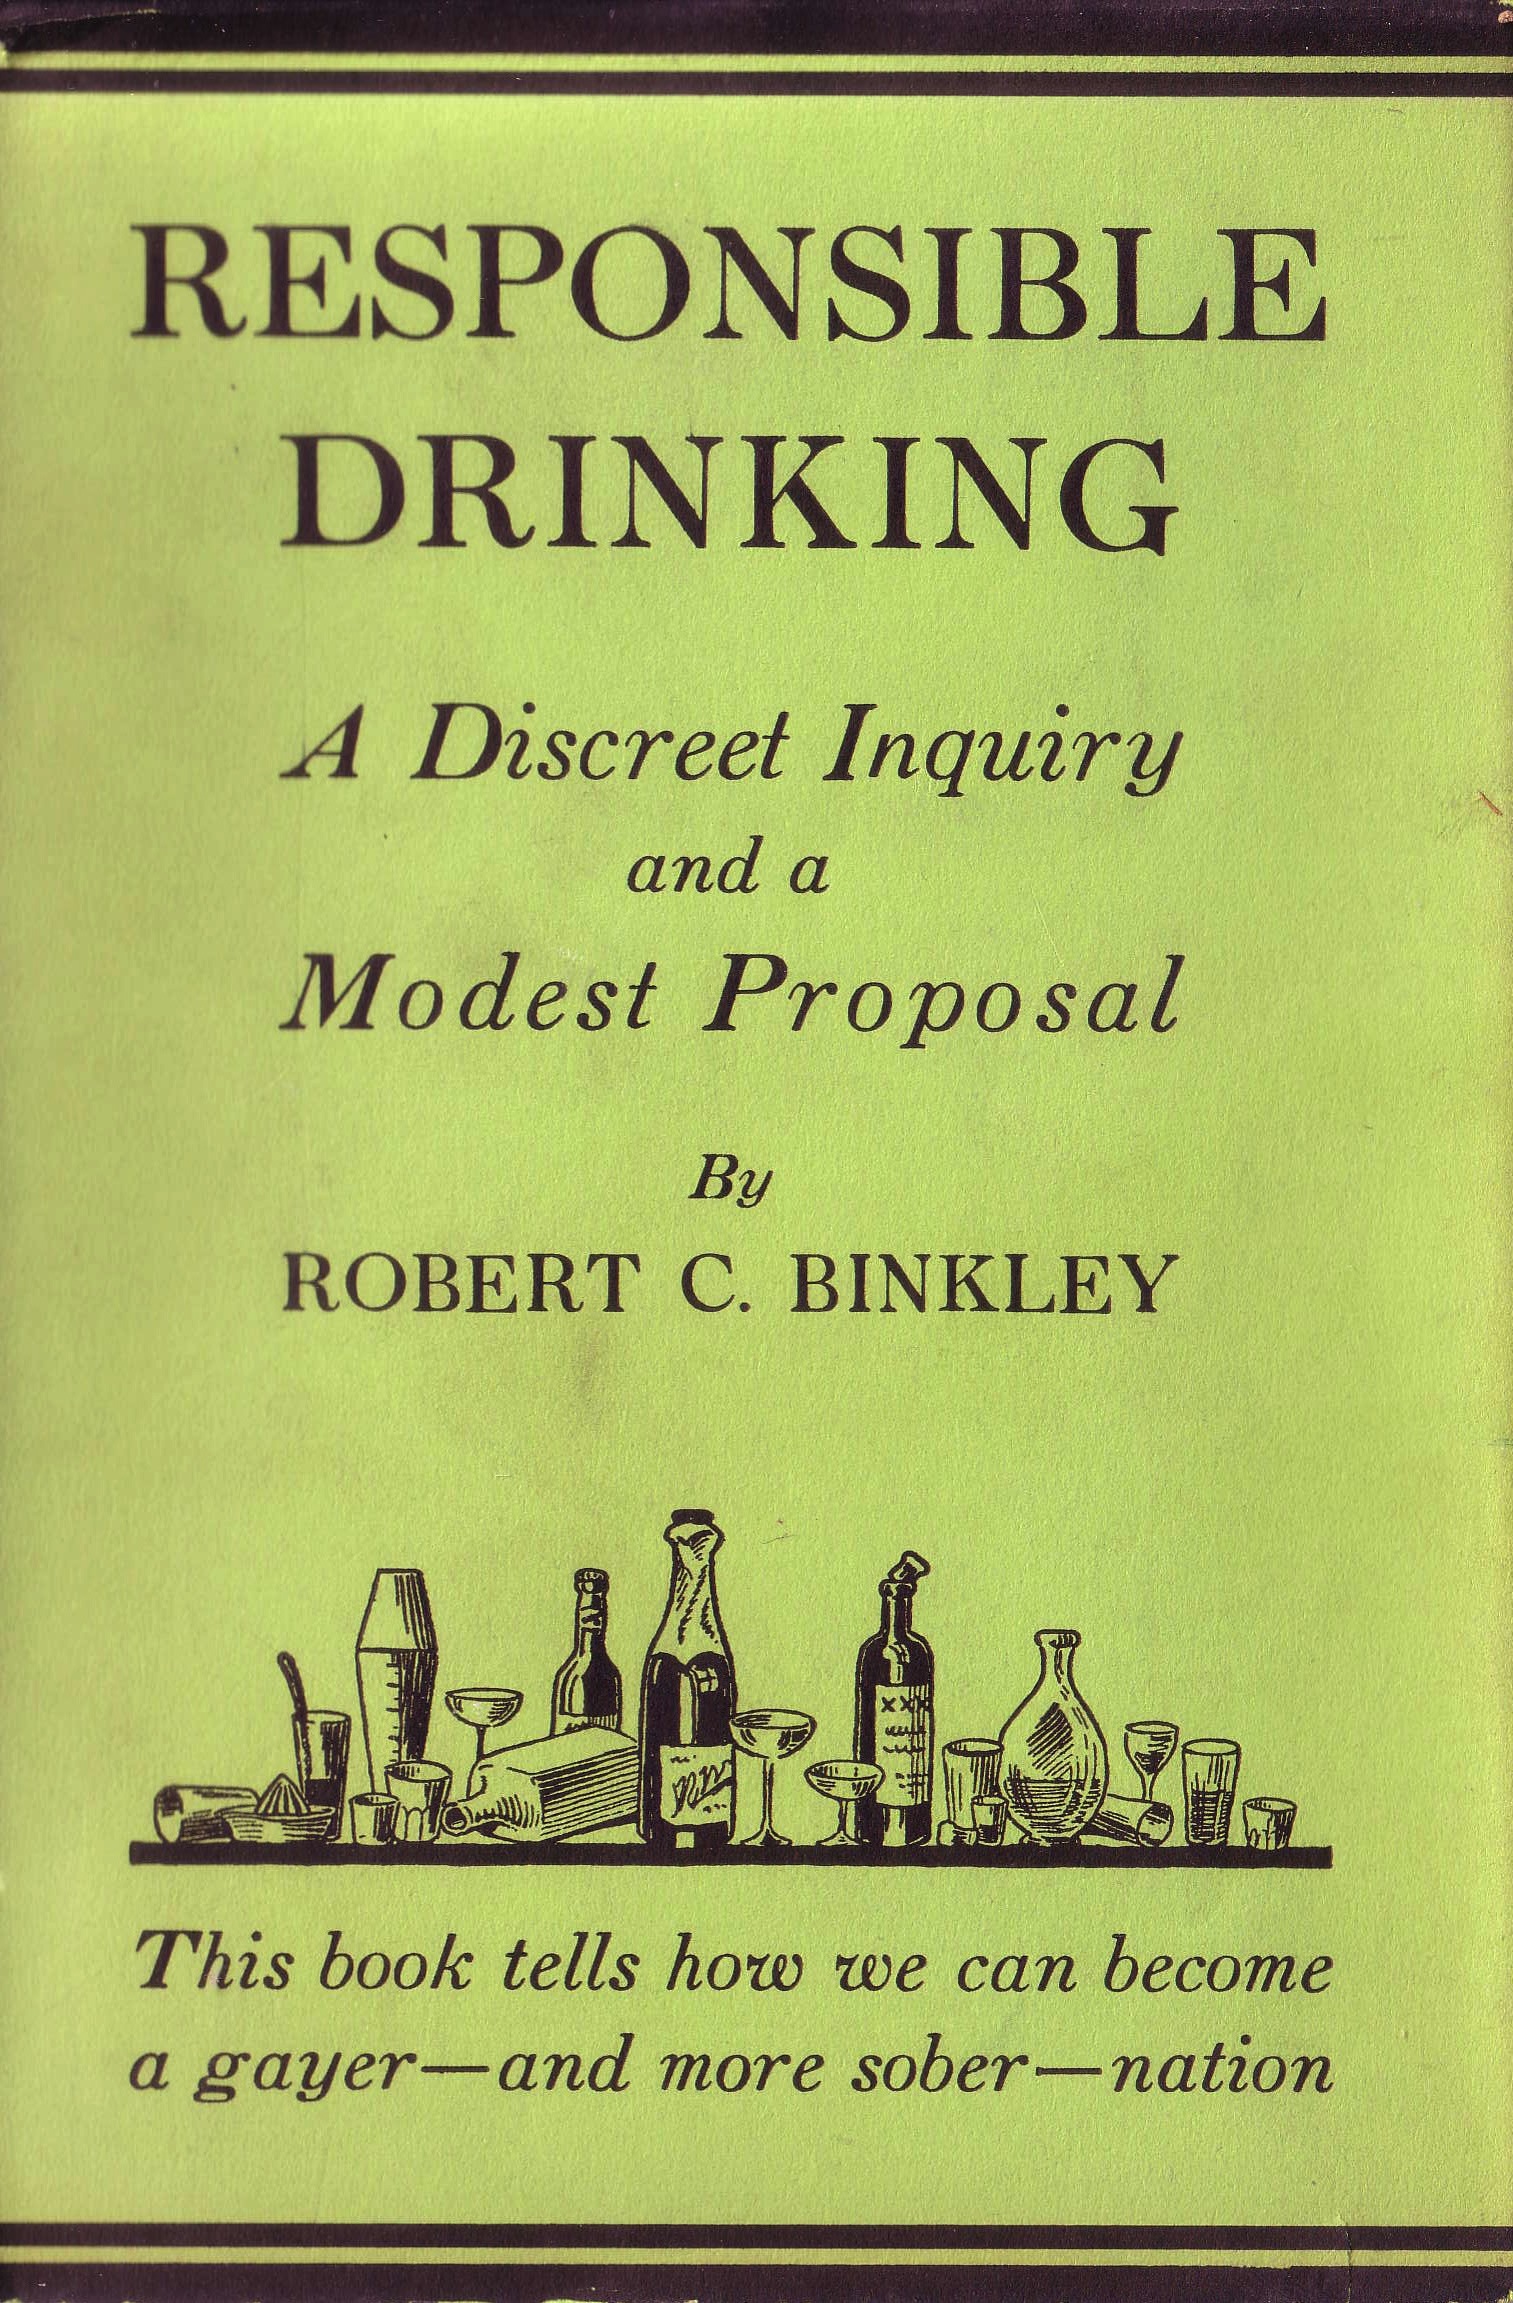 RESPONSIBLE
DRINKING
A Discreet Inquiry
and a
Modest Proposal
By
ROBERT C. BINKLEY
XXX
This book tells how we can become
a gayer—and more sober—nation